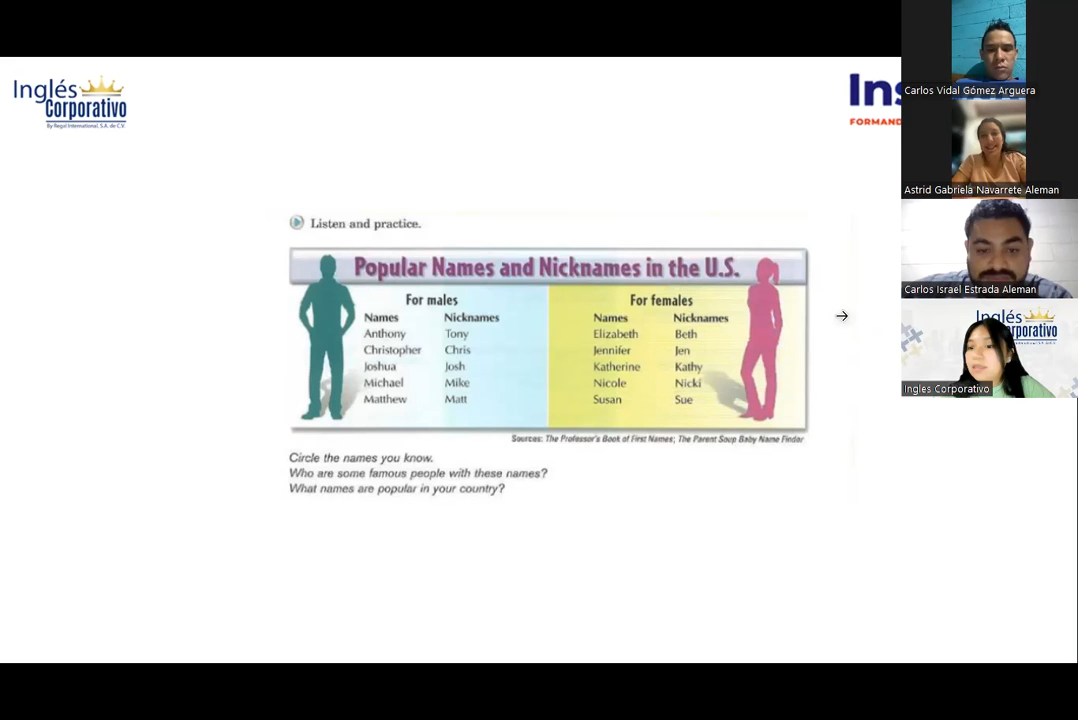 Inglés
Corporativo
By Regal International, S.A. de C.V.
Ins
FORMAND
Listen and practice.
Popular Names and Nicknames in the U.S.
For males
For females
Names Nicknames Names Nicknames
Anthony Tony Elizabeth Beth
Christopher Chris Jennifer Jen
Joshua Josh Katherine Kathy
Michael Mike Nicole Nicki
Matthew Matt Susan Sue
Sources: The Professor's Book of First Names; The Parent Soup Baby Name Finder
Circle the names you know.
Who are some famous people with these names?
What names are popular in your country?
Carlos Vidal Gómez Arguera
Astrid Gabriela Navarrete Aleman
Carlos Israel Estrada Aleman
Inglés
orporativo
Ingles Corporativo